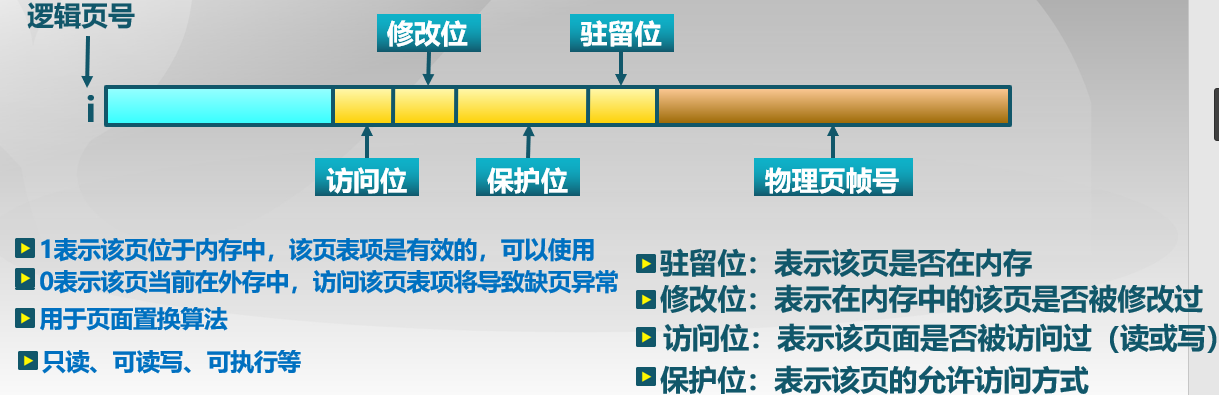 逻辑页号
修改位
驻留位
i
访问位
保护位
物理页帧号
1表示该页位于内存中，该页表项是有效的，可以使用
0表示该页当前在外存中，访问该页表项将导致缺页异常
用于页面置换算法
只读、可读写、可执行等
驻留位：表示该页是否在内存
修改位：表示在内存中的该页是否被修改过
访问位：表示该页面是否被访问过（读或写）
保护位：表示该页的允许访问方式